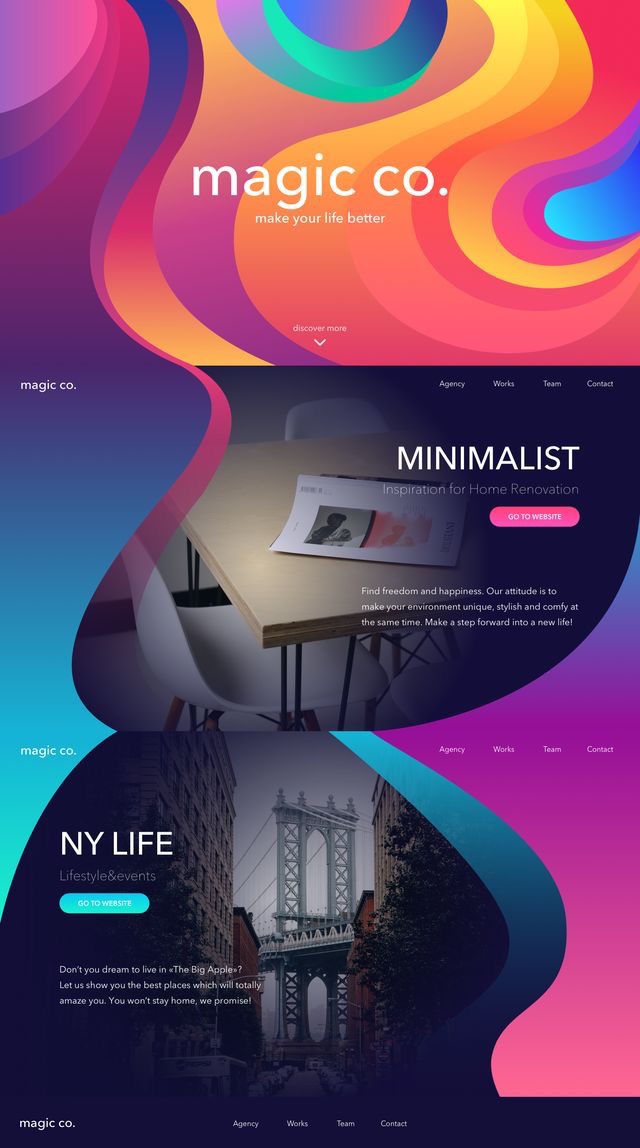 magic co.
make your life better
discover more
magic co.
Agency Works Team Contact
MINIMALIST
Inspiration for Home Renovation
GO TO WEBSITE
Find freedom and happiness. Our attitude is to
make your environment unique, stylish and comfy at
the same time. Make a step forward into a new life!
magic co.
Agency Works Team Contact
NY LIFE
Lifestyle&events
GO TO WEBSITE
Don't you dream to live in «The Big Apple»?
Let us show you the best places which will totally
amaze you. You won't stay home, we promise!
magic co.
Agency Works Team Contact